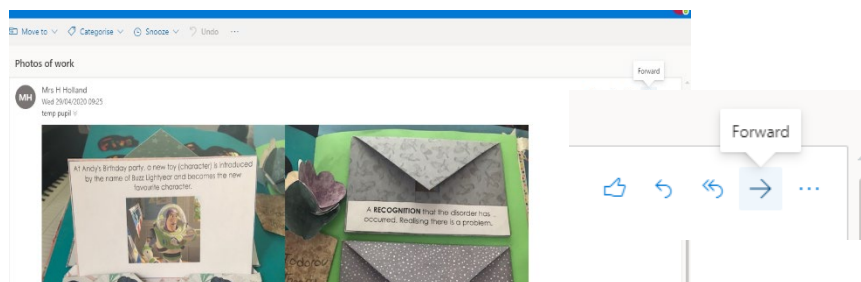 Move to Categorise Snooze Undo ...
Photos of work
Forward
MH
Mrs H Holland
Wed 29/04/2020 09:25
temp pupil
At Andy's Birthday party, a new toy (character) is introduced
by the name of Buzz Lightyear and becomes the new
favourite character.
A RECOGNITION that the disorder has
occurred. Realising there is a problem.
Todorov
Forward
...